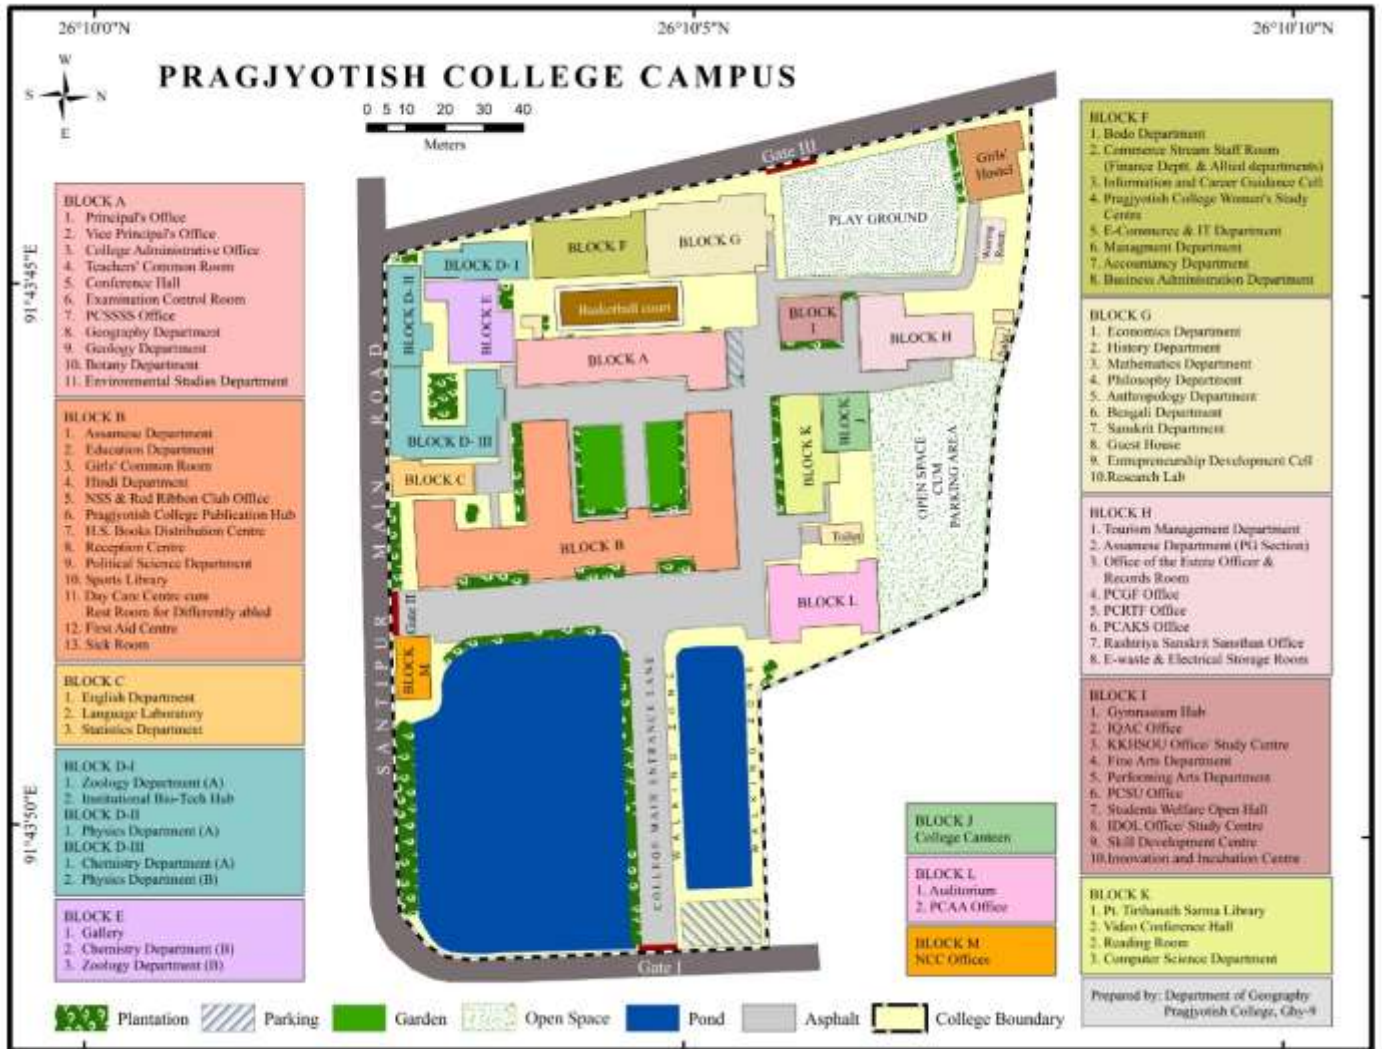 26°10'0"N
26°10'5"N
26°10'10"N
W
S
N
E
PRAGJYOTISH COLLEGE CAMPUS
0 5 10 20 30 40
Meters
91°43'45"E
91°43'50"E
BLOCK A
1. Principal's Office
2. Vice Principal's Office
3. College Administrative Office
4. Teachers' Common Room
5. Conference Hall
6. Examination Control Room
7. PCSSSS Office
8. Geography Department
9. Geology Department
10. Botany Department
11. Environmental Studies Department
BLOCK B
1. Assamese Department
2. Education Department
3. Girls' Common Room
4. Hindi Department
5. NSS & Red Ribbon Club Office
6. Pragjyotish College Publication Hub
7. H.S. Books Distribution Centre
8. Reception Centre
9. Political Science Department
10. Sports Library
11. Day Care Centre cum
Rest Room for Differently abled
12. First Aid Centre
13. Sick Room
BLOCK C
1. English Department
2. Language Laboratory
3. Statistics Department
BLOCK D-I
1. Zoology Department (A)
2. Institutional Bio-Tech Hub
BLOCK D-II
1. Physics Department (A)
BLOCK D-III
1. Chemistry Department (A)
2. Physics Department (B)
BLOCK E
1. Gallery
2. Chemistry Department (B)
3. Zoology Department (B)
Gate III
Girls'
Hostel
PLAY GROUND
Waiting
Room
BLOCK F
BLOCK G
BLOCK D- I
BLOCK D- II
BLOCK E
Basketball court
BLOCK
I
BLOCK H
Toilet
BLOCK A
BLOCK D- III
BLOCK C
BLOCK
J
BLOCK K
OPEN SPACE
CUM
PARKING AREA
BLOCK B
Toilet
BLOCK L
Gate II
BLOCK
M
SANTIPUR MAIN ROAD
COLLEGE MAIN ENTRANCE LANE
WALKING ZONE
WALKING ZONE
Gate I
BLOCK F
1. Bodo Department
2. Commerce Stream Staff Room
(Finance Deptt. & Allied departments)
3. Information and Career Guidance Cell
4. Pragjyotish College Women's Study
Centre
5. E-Commerce & IT Department
6. Managment Department
7. Accountancy Department
8. Business Administration Department
BLOCK G
1. Economics Department
2. History Department
3. Mathematics Department
4. Philosophy Department
5. Anthropology Department
6. Bengali Department
7. Sanskrit Department
8. Guest House
9. Entrepreneurship Development Cell
10.Research Lab
BLOCK H
1. Tourism Management Department
2. Assamese Department (PG Section)
3. Office of the Estate Officer &
Records Room
4. PCGF Office
5. PCRTF Office
6. PCAKS Office
7. Rashtriya Sanskrit Sansthan Office
8. E-waste & Electrical Storage Room
BLOCK I
1. Gymnasium Hub
2. IQAC Office
3. KKHSOU Office/ Study Centre
4. Fine Arts Department
5. Performing Arts Department
6. PCSU Office
7. Students Welfare Open Hall
8. IDOL Office/ Study Centre
9. Skill Development Centre
10.Innovation and Incubation Centre
BLOCK J
College Canteen
BLOCK L
1. Auditorium
2. PCAA Office
BLOCK M
NCC Offices
BLOCK K
1. Pt. Tirthanath Sarma Library
2. Video Conference Hall
2. Reading Room
3. Computer Science Department
Prepared by: Department of Geography
Pragjyotish College, Ghy-9
Plantation
Parking
Garden
Open Space
Pond
Asphalt
College Boundary